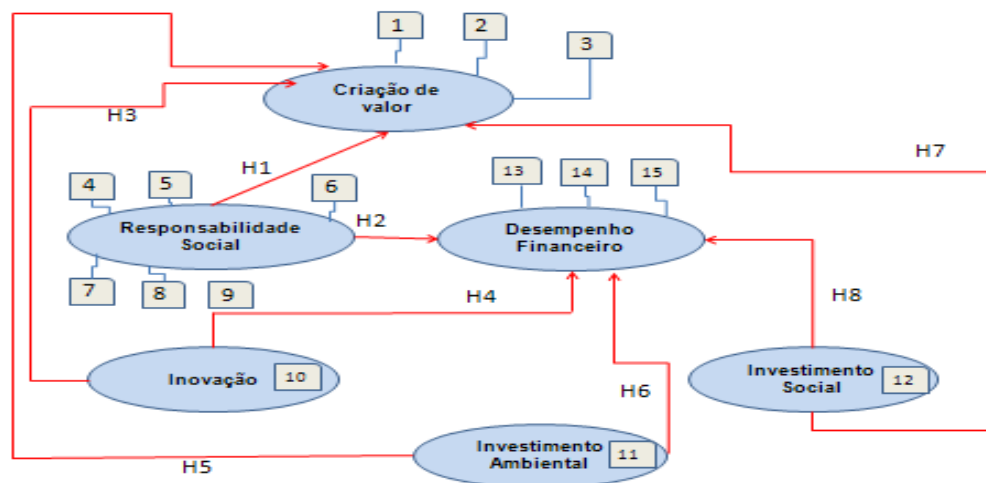 1
2
3
Criação de
valor
H3
H7
H1
4
5
6
Responsabilidade
Social
H2
13
14
15
Desempenho
Financeiro
7
8
9
H4
H8
Inovação
10
H6
Investimento
Social
12
Investimento
Ambiental
11
H5